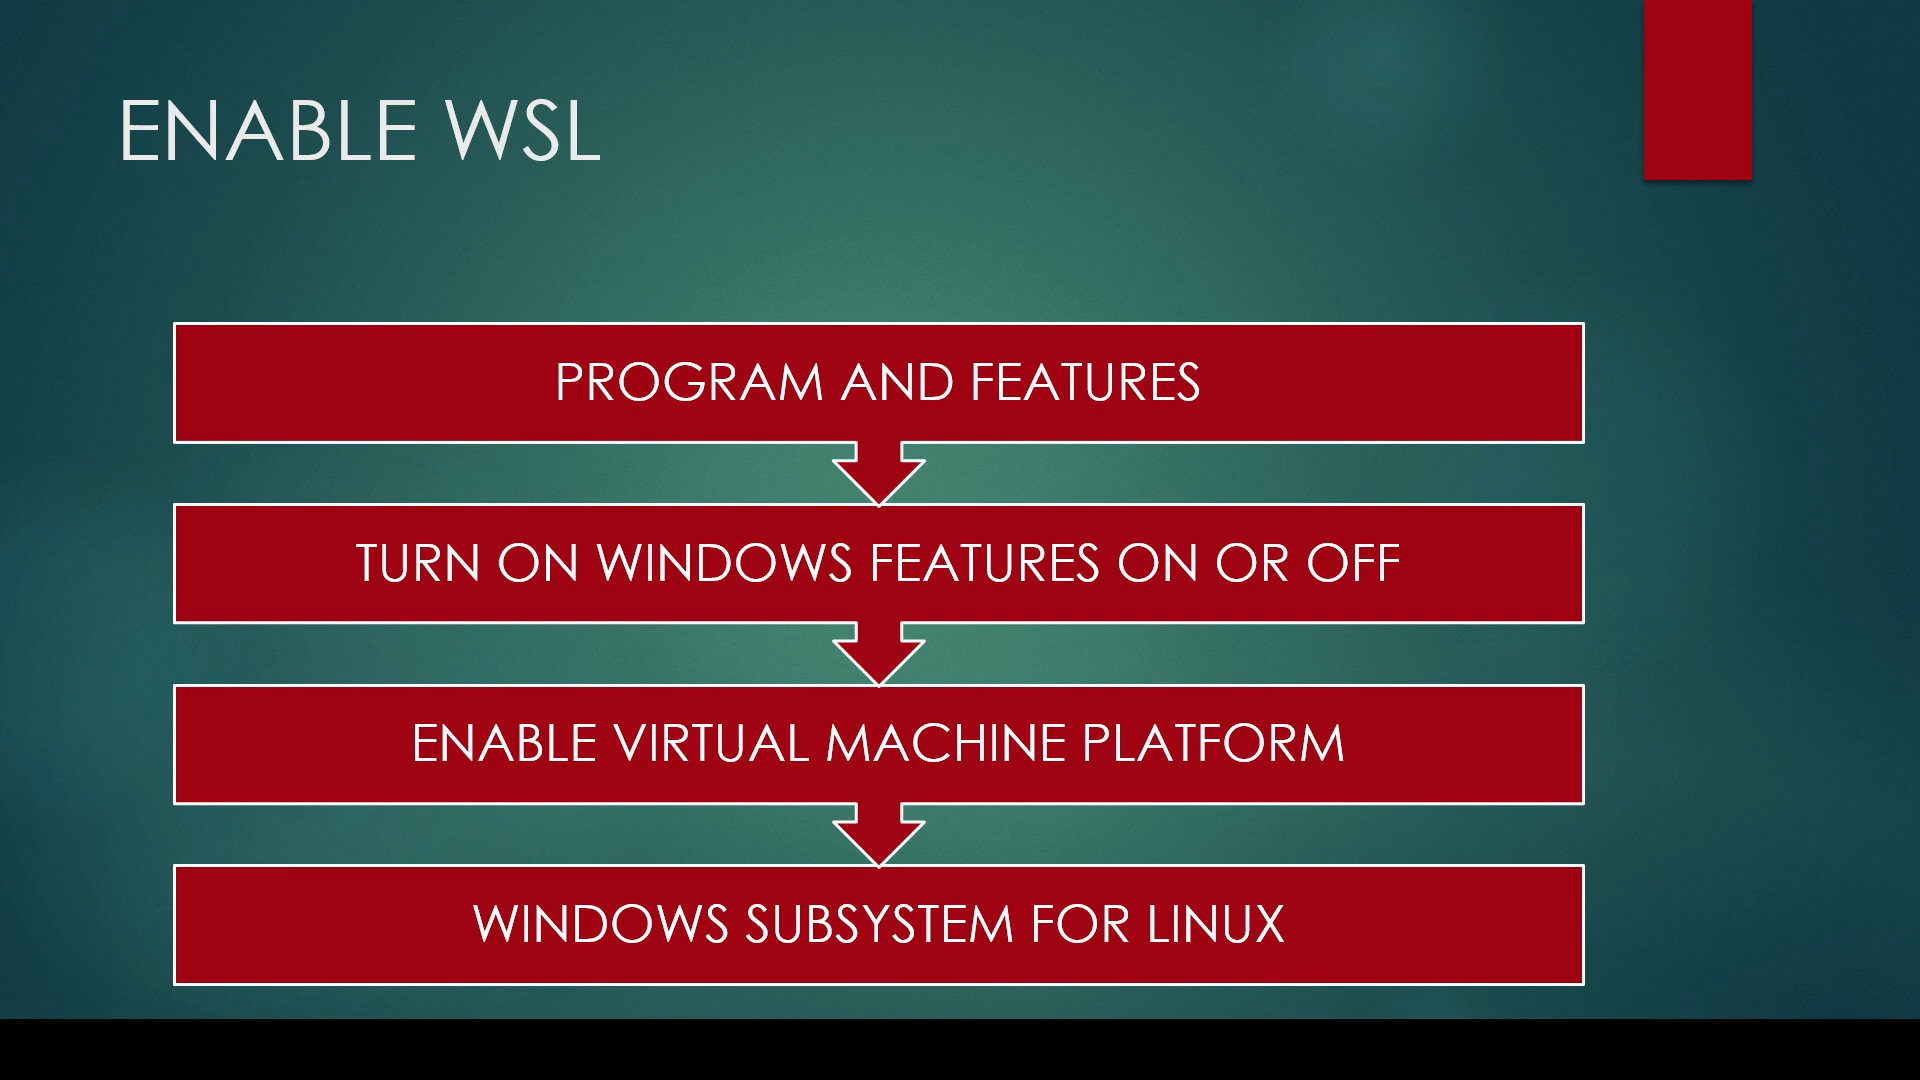 ENABLE WSL
PROGRAM AND FEATURES
TURN ON WINDOWS FEATURES ON OR OFF
ENABLE VIRTUAL MACHINE PLATFORM
WINDOWS SUBSYSTEM FOR LINUX